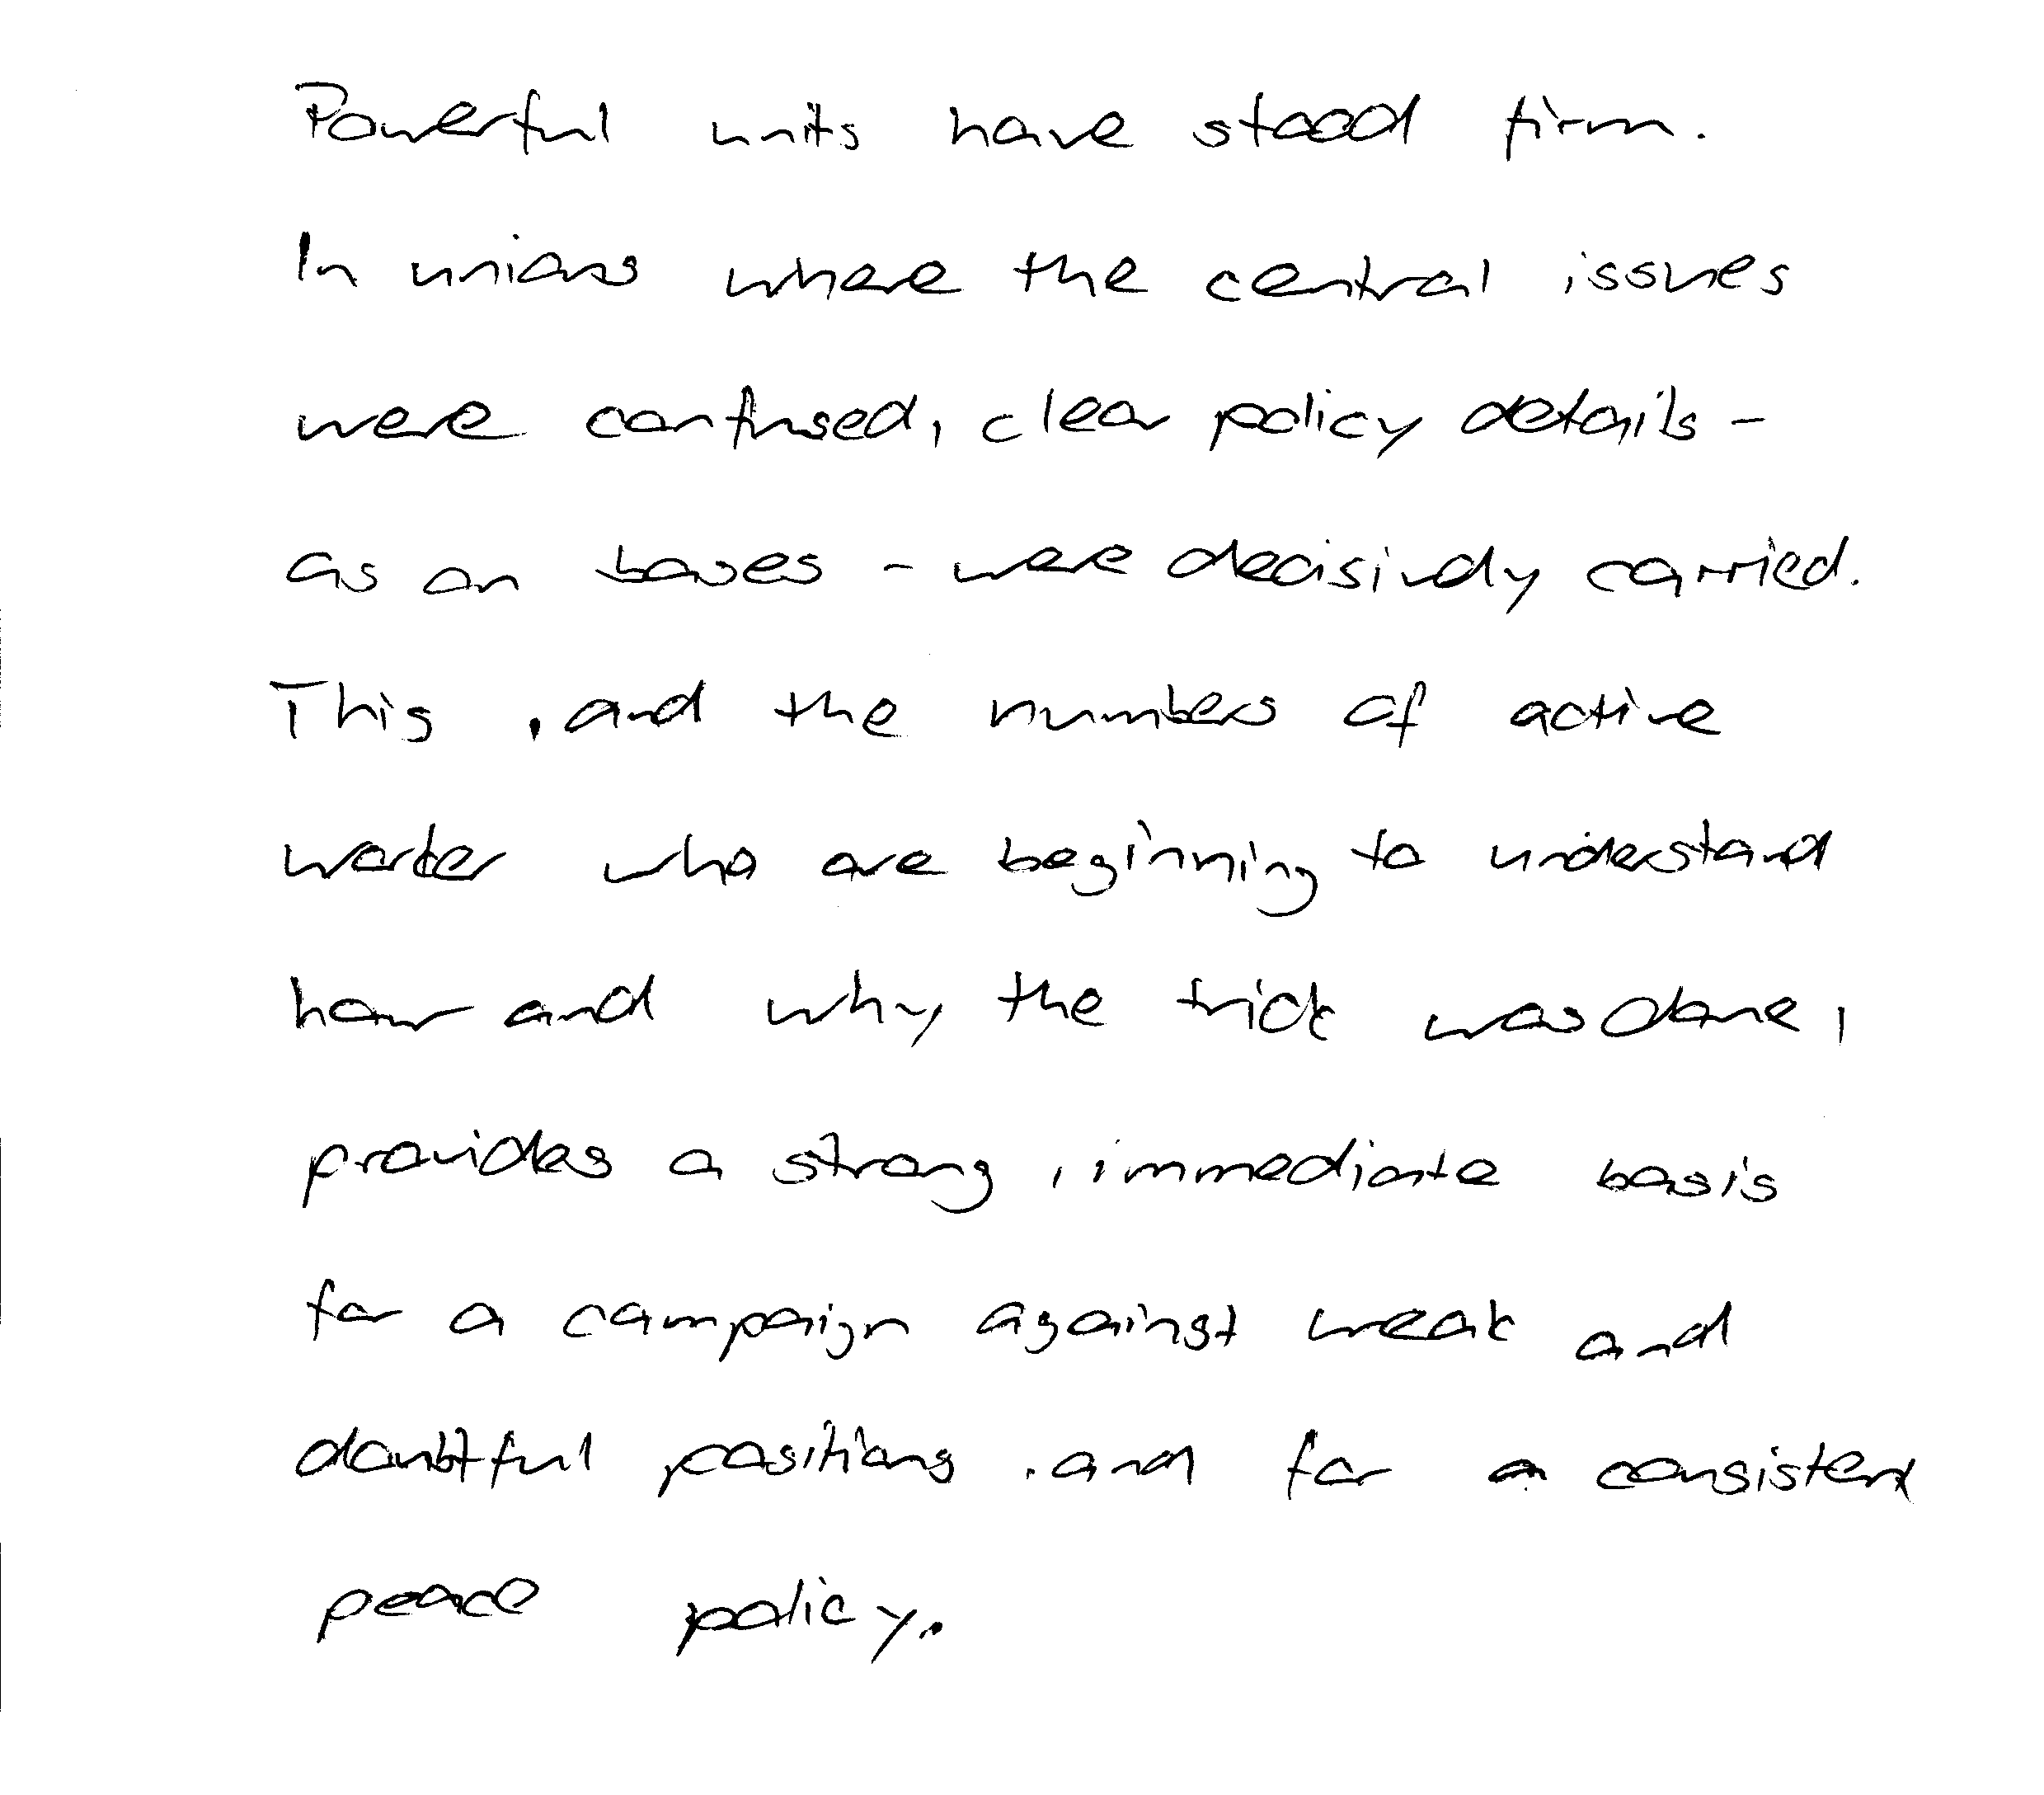 Powerful units have stood firm.
In unions where the central issues
were confused, clear policy details -
as on bases - were decisively carried.
This, and the numbers of active
worker who are beginning to understand
how and why the trick was done,
provides a strong, immediate basis
for a campaign against weak and
doubtful positions, and for a consistent
peace policy.